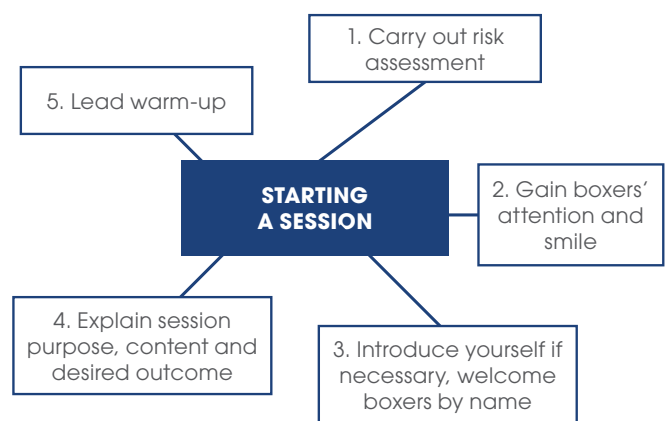 STARTING
A SESSION
1. Carry out risk
assessment
2. Gain boxers’
attention and
smile
3. Introduce yourself if
necessary, welcome
boxers by name
4. Explain session
purpose, content and
desired outcome
5. Lead warm-up